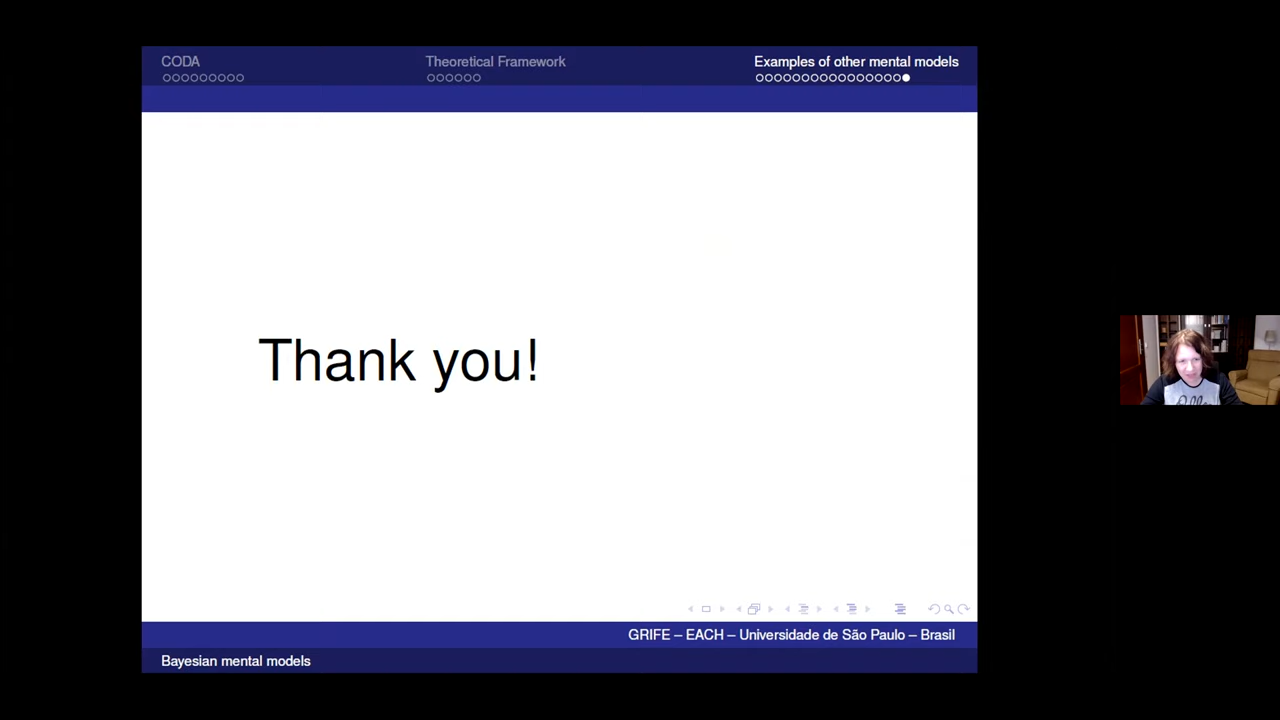 CODA
Theoretical Framework
Examples of other mental models
Thank you!
GRIFE – EACH – Universidade de São Paulo – Brasil
Bayesian mental models